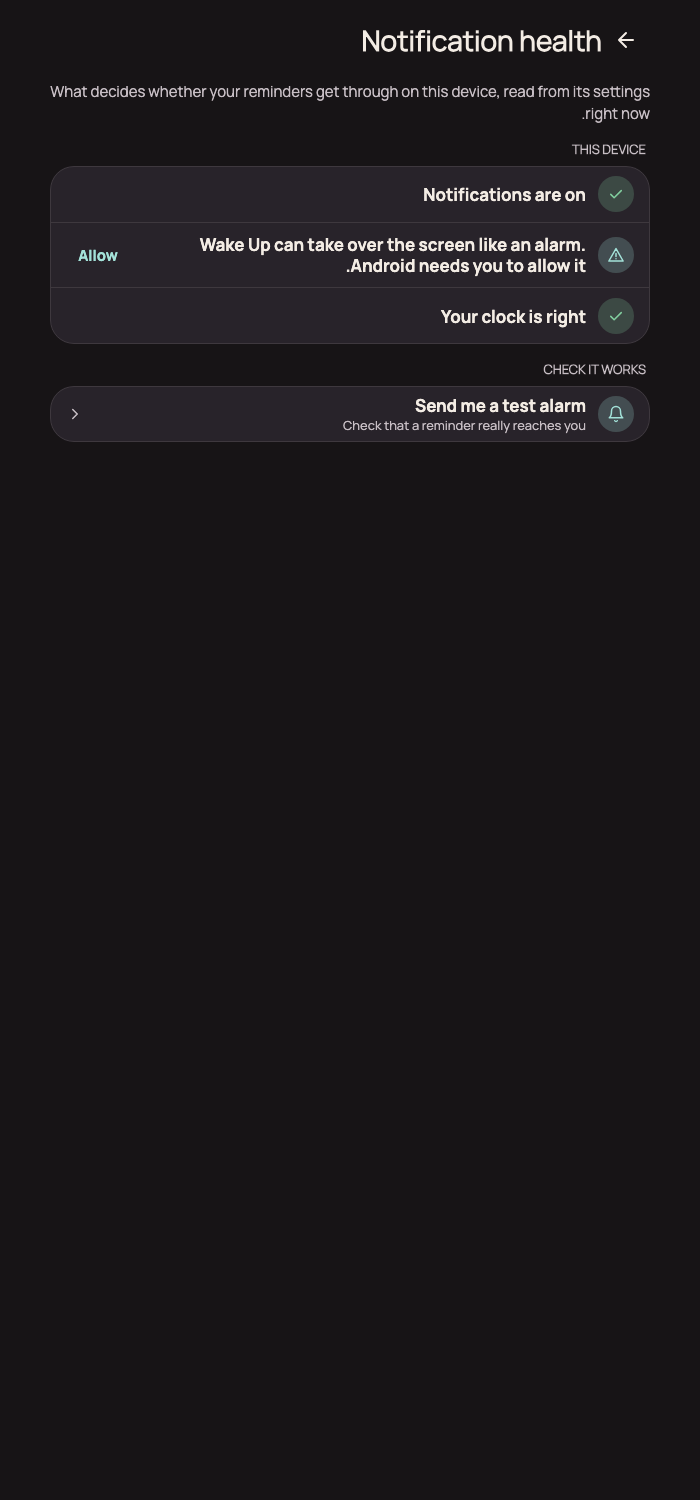 Notification health
What decides whether your reminders get through on this device, read from its settings
right now.
THIS DEVICE
Notifications are on
Wake Up can take over the screen like an alarm.
Android needs you to allow it.
Allow
Your clock is right
CHECK IT WORKS
Send me a test alarm
Check that a reminder really reaches you